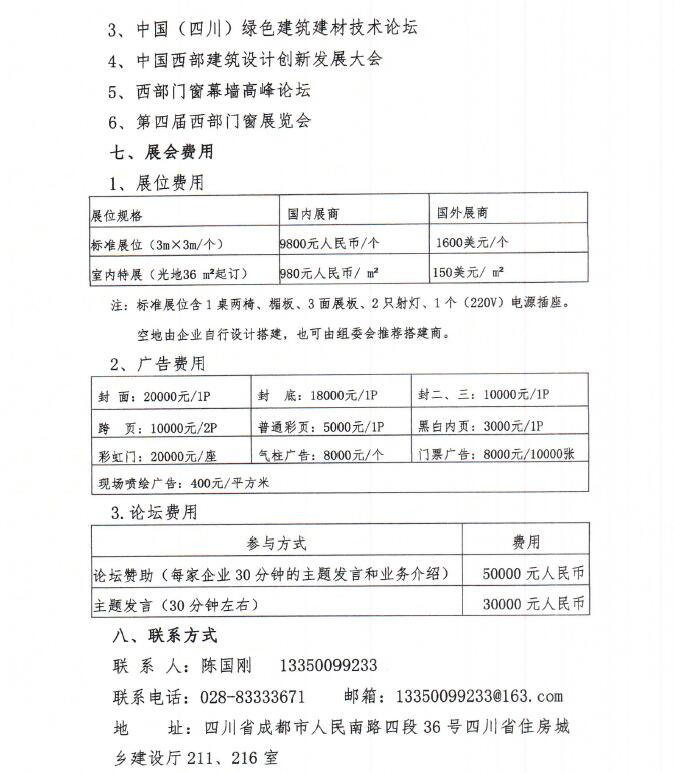 3、中国（四川）绿色建筑建材技术论坛
4、中国西部建筑设计创新发展大会
5、西部门窗幕墙高峰论坛
6、第四届西部门窗展览会
七、展会费用
1、展位费用
展位规格 国内展商 国外展商
标准展位（3m×3m/个） 9800元人民币/个 1600美元/个
室内特展（光地36 m²起订） 980元人民币/ m² 150美元/ m²
注：标准展位含1桌两椅、楣板、3面展板、2只射灯、1个（220V）电源插座。
空地由企业自行设计搭建，也可由组委会推荐搭建商。
2、广告费用
封 面：20000元/1P 封 底：18000元/1P 封二、三：10000元/1P
跨 页：10000元/2P 普通彩页：5000元/1P 黑白内页：3000元/1P
彩虹门：20000元/座 气柱广告：8000元/个 门票广告：8000元/10000张
现场喷绘广告：400元/平方米
3.论坛费用
参与方式 费用
论坛赞助（每家企业30分钟的主题发言和业务介绍） 50000元人民币
主题发言（30分钟左右） 30000元人民币
八、联系方式
联 系 人：陈国刚 13350099233
联系电话：028-83333671 邮箱：13350099233@163.com
地 址：四川省成都市人民南路四段36号四川省住房城
乡建设厅211、216室